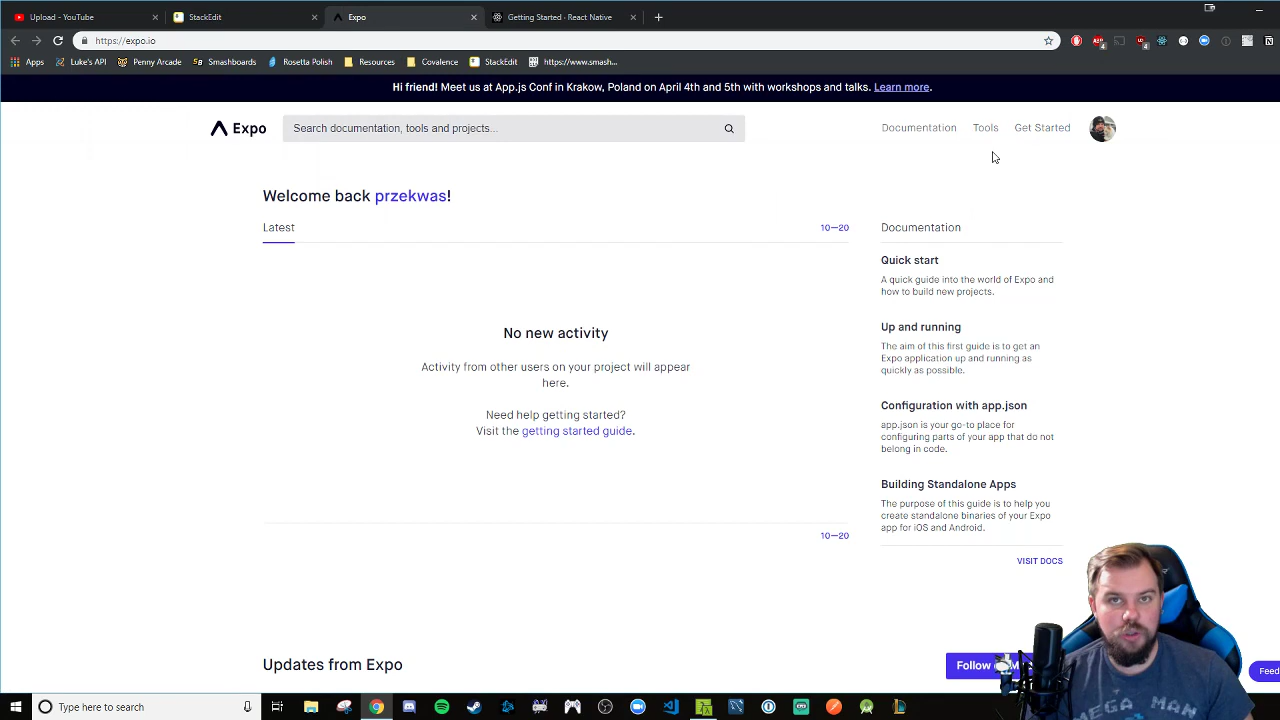 Upload - YouTube
StackEdit
Expo
Getting Started · React Native
https://expo.io
Apps
Luke's API
Penny Arcade
Smashboards
Rosetta Polish
Resources
Covalence
StackEdit
https://www.smash...
Hi friend! Meet us at App.js Conf in Krakow, Poland on April 4th and 5th with workshops and talks. Learn more.
Expo
Search documentation, tools and projects...
Documentation
Tools
Get Started
Welcome back przekwas!
Latest
10—20
No new activity
Activity from other users on your project will appear
here.
Need help getting started?
Visit the getting started guide.
10—20
Documentation
Quick start
A quick guide into the world of Expo and
how to build new projects.
Up and running
The aim of this first guide is to get an
Expo application up and running as
quickly as possible.
Configuration with app.json
app.json is your go-to place for
configuring parts of your app that do not
belong in code.
Building Standalone Apps
The purpose of this guide is to help you
create standalone binaries of your Expo
app for iOS and Android.
VISIT DOCS
Updates from Expo
Follow
Feed
MEGA MAN
Type here to search